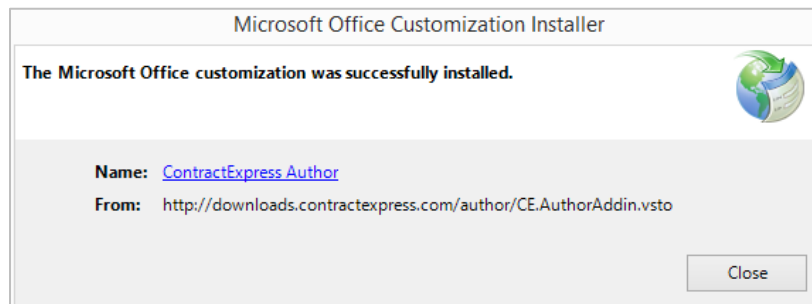 Microsoft Office Customization Installer
The Microsoft Office customization was successfully installed.
Name: ContractExpress Author
From: http://downloads.contractexpress.com/author/CE.AuthorAddin.vsto
Close